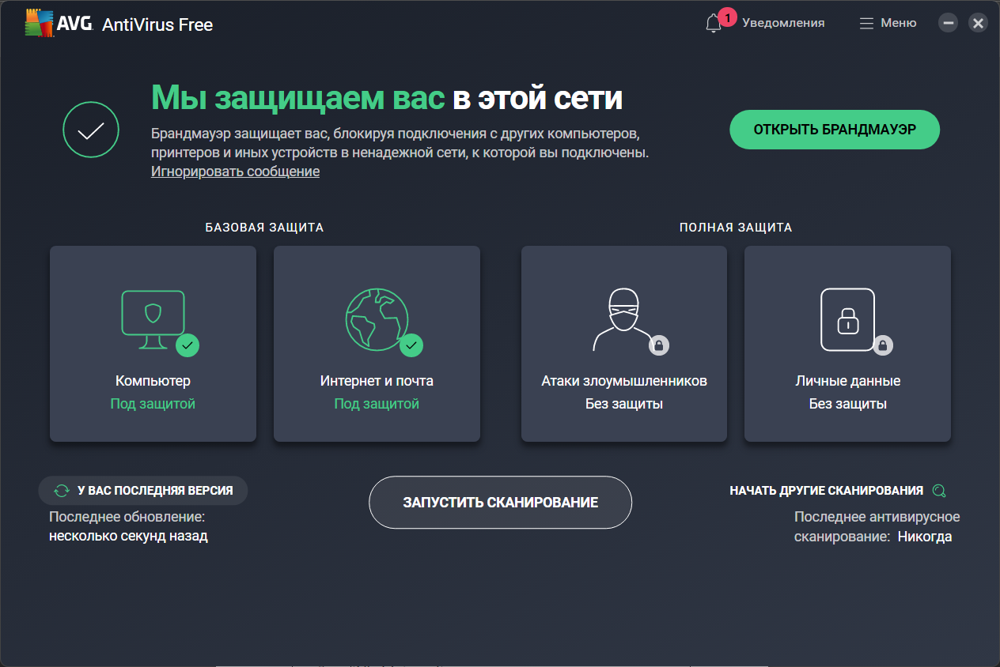 AVG AntiVirus Free
1 Уведомления
Меню
Мы защищаем вас в этой сети
Брандмауэр защищает вас, блокируя подключения с других компьютеров,
принтеров и иных устройств в ненадежной сети, к которой вы подключены.
Игнорировать сообщение
ОТКРЫТЬ БРАНДМАУЭР
БАЗОВАЯ ЗАЩИТА
ПОЛНАЯ ЗАЩИТА
Компьютер
Под защитой
Интернет и почта
Под защитой
Атаки злоумышленников
Без защиты
Личные данные
Без защиты
У ВАС ПОСЛЕДНЯЯ ВЕРСИЯ
Последнее обновление:
несколько секунд назад
ЗАПУСТИТЬ СКАНИРОВАНИЕ
НАЧАТЬ ДРУГИЕ СКАНИРОВАНИЯ
Последнее антивирусное
сканирование: Никогда